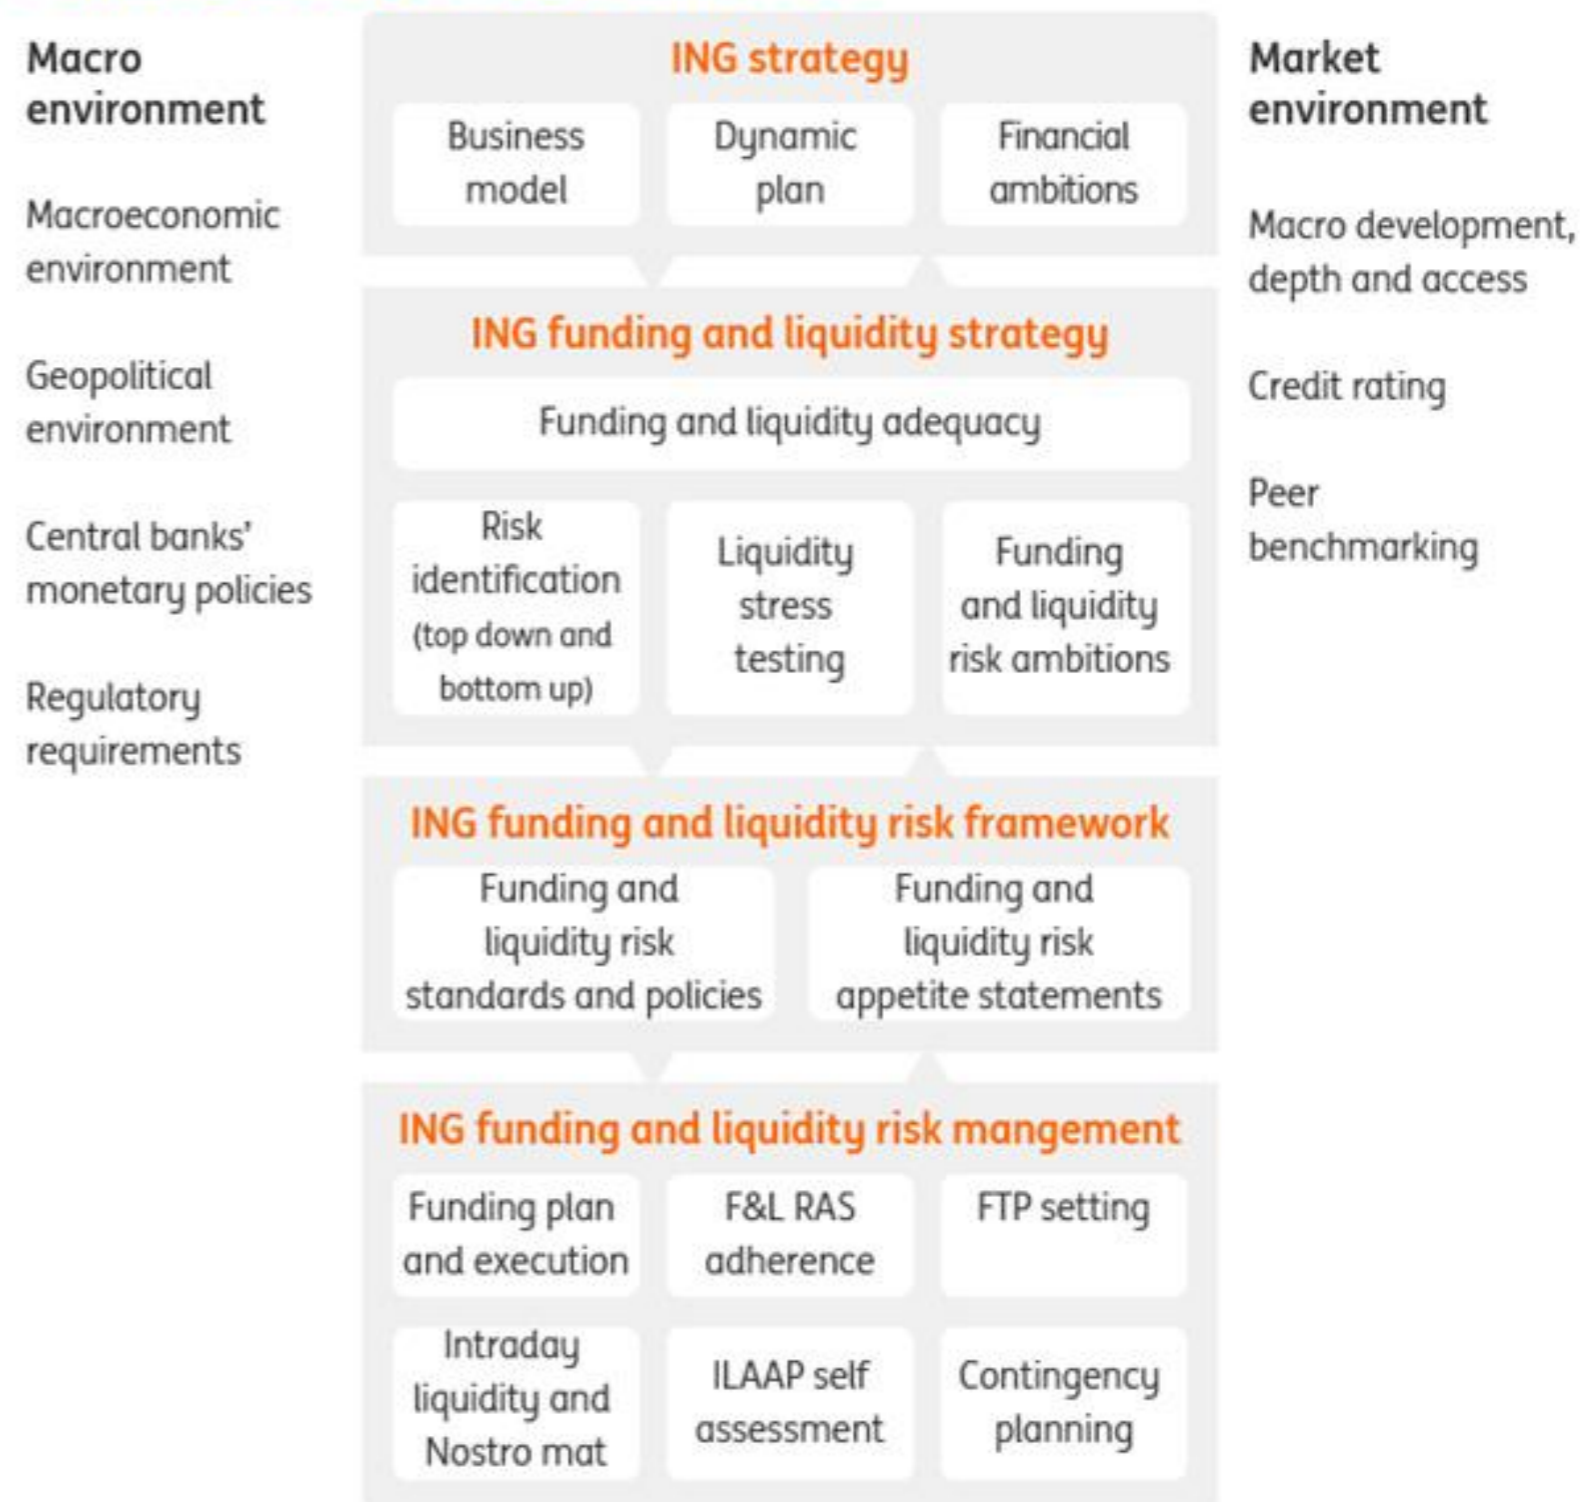 Macro
environment
Macroeconomic
environment
Geopolitical
environment
Central banks’
monetary policies
Regulatory
requirements
ING strategy
Business
model
Dynamic
plan
Financial
ambitions
ING funding and liquidity strategy
Funding and liquidity adequacy
Risk
identification
(top down and
bottom up)
Liquidity
stress
testing
Funding
and liquidity
risk ambitions
ING funding and liquidity risk framework
Funding and
liquidity risk
standards and policies
Funding and
liquidity risk
appetite statements
ING funding and liquidity risk mangement
Funding plan
and execution
F&L RAS
adherence
FTP setting
Intraday
liquidity and
Nostro mat
ILAAP self
assessment
Contingency
planning
Market
environment
Macro development,
depth and access
Credit rating
Peer
benchmarking